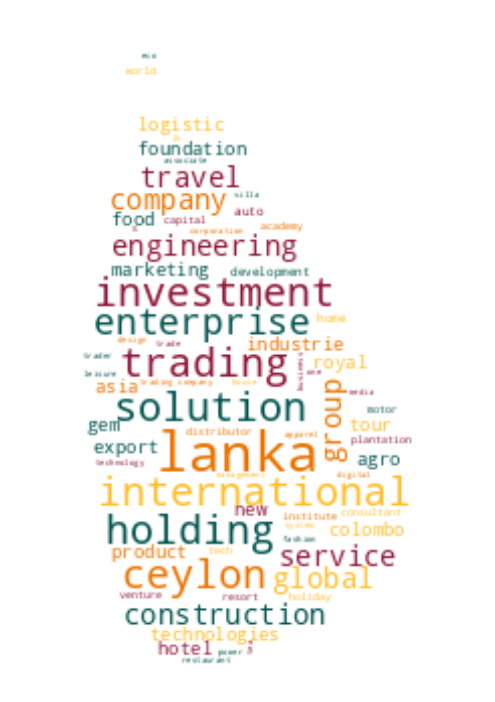 eco
world
logistic
foundation
associate
travel
company villa
food capital auto
corporation academy
engineering
marketing development
investment
enterprise home
design trade industrie
trader trading business royal
leisure one
asia trading company house media
solution group motor
gem tour
distributor apparel plantation
export lanka agro
technology management digital
international
new institute consultant
holding system colombo
fashion
product tech service
ceylon global
venture resort holiday
construction
technologies
hotel power
restaurant